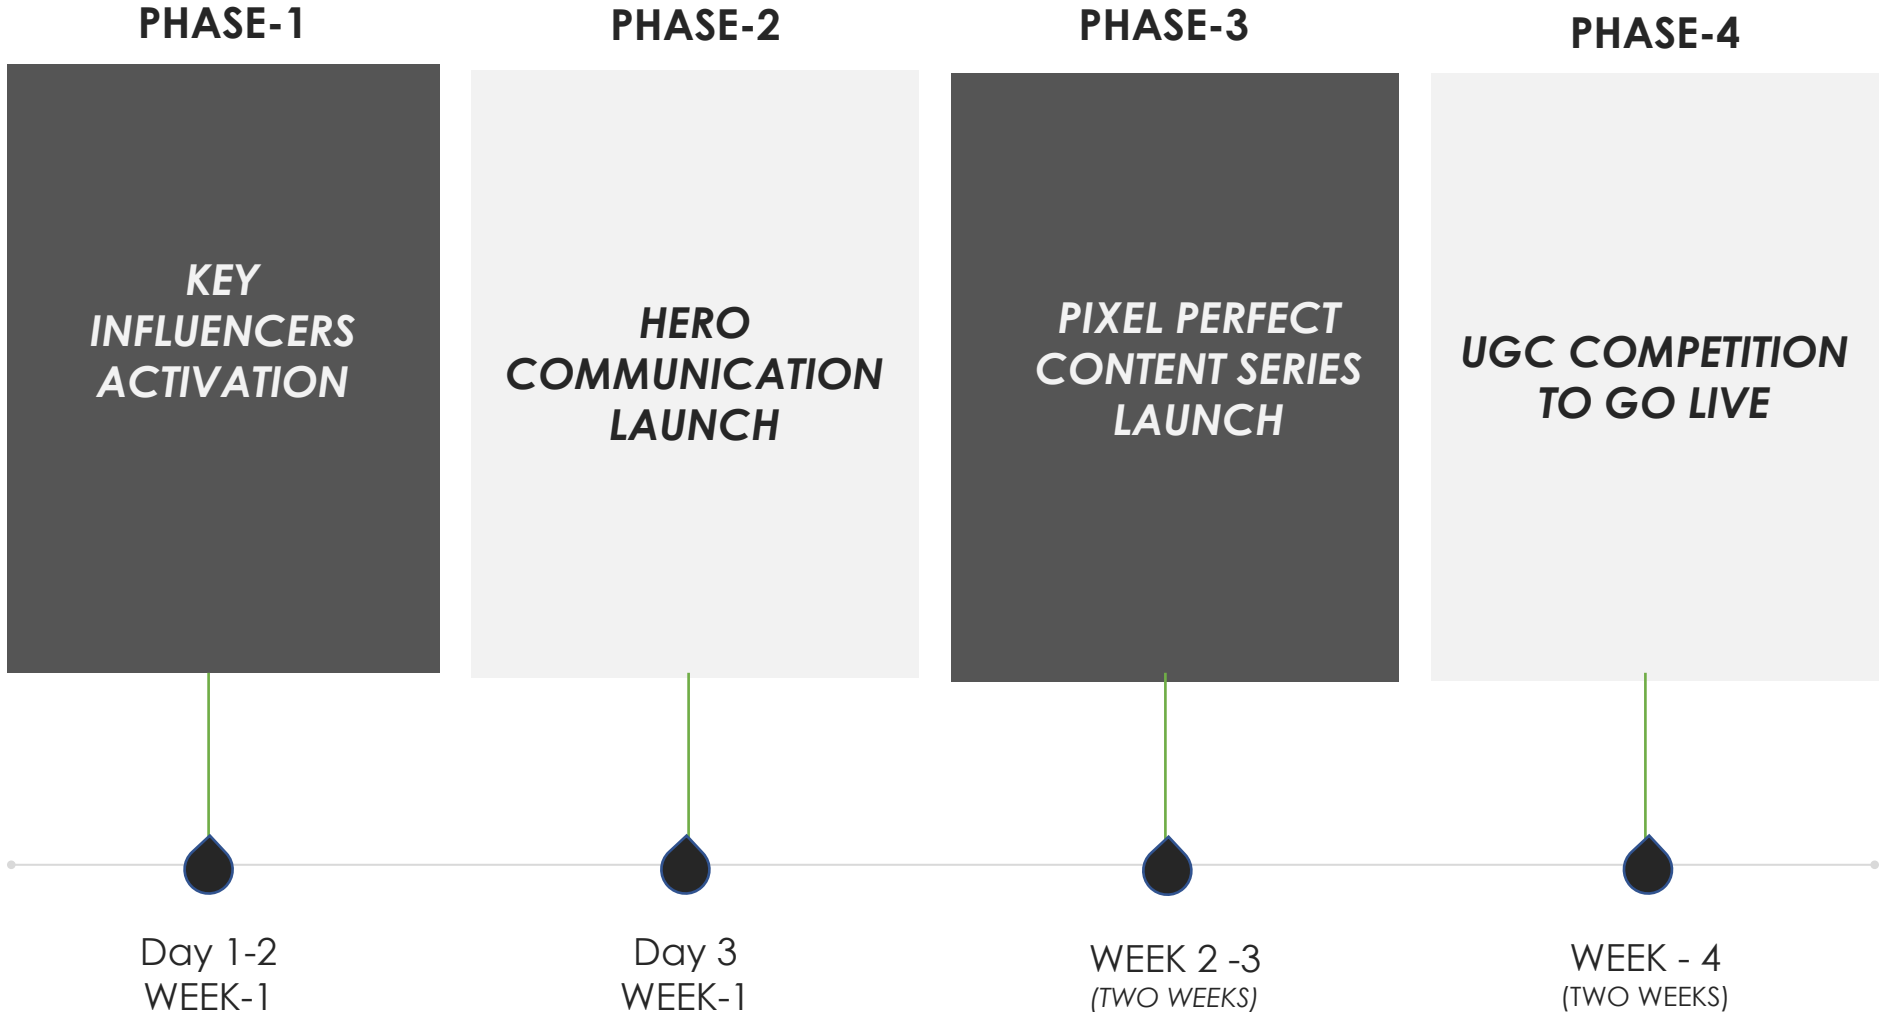 PHASE-1
KEY
INFLUENCERS
ACTIVATION
Day 1-2
WEEK-1
PHASE-2
HERO
COMMUNICATION
LAUNCH
Day 3
WEEK-1
PHASE-3
PIXEL PERFECT
CONTENT SERIES
LAUNCH
WEEK 2 -3
(TWO WEEKS)
PHASE-4
UGC COMPETITION
TO GO LIVE
WEEK - 4
(TWO WEEKS)